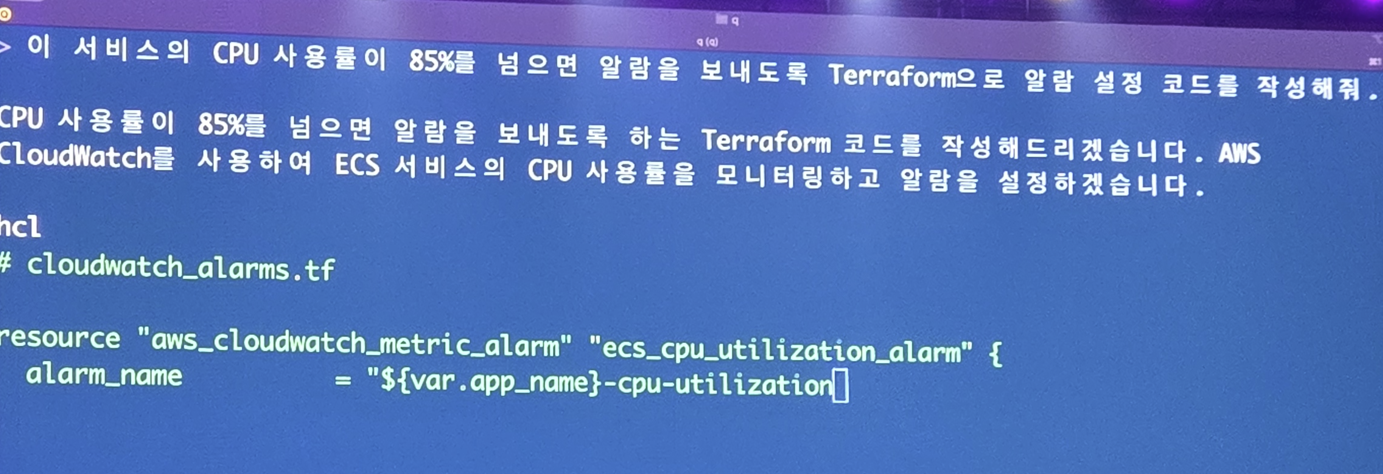 q
q (q)
> 이 서비스의 CPU 사용률이 85%를 넘으면 알람을 보내도록 Terraform으로 알람 설정 코드를 작성해줘.
CPU 사용률이 85%를 넘으면 알람을 보내도록 하는 Terraform 코드를 작성해드리겠습니다. AWS
CloudWatch를 사용하여 ECS 서비스의 CPU 사용률을 모니터링하고 알람을 설정하겠습니다.
hcl
# cloudwatch_alarms.tf
resource "aws_cloudwatch_metric_alarm" "ecs_cpu_utilization_alarm" {
alarm_name = "${var.app_name}-cpu-utilization